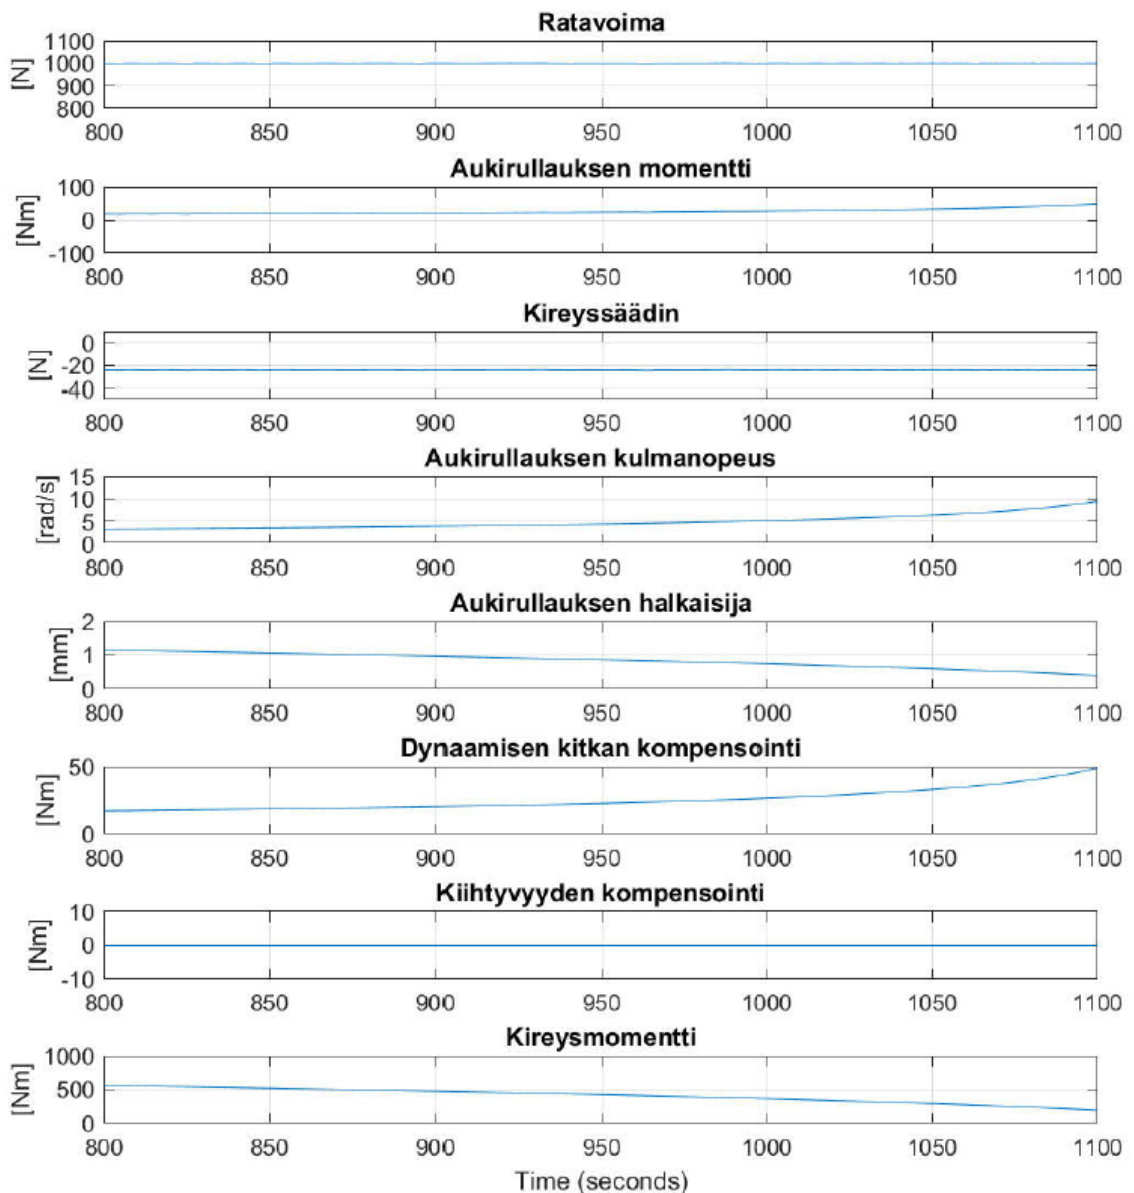 Ratavoima
[N]
1100
1000
900
800
800 850 900 950 1000 1050 1100
Aukirullauksen momentti
[Nm]
100
0
-100
800 850 900 950 1000 1050 1100
Kireyssäädin
[N]
0
-20
-40
800 850 900 950 1000 1050 1100
Aukirullauksen kulmanopeus
[rad/s]
15
10
5
0
800 850 900 950 1000 1050 1100
Aukirullauksen halkaisija
[mm]
2
1
0
800 850 900 950 1000 1050 1100
Dynaamisen kitkan kompensointi
[Nm]
50
0
800 850 900 950 1000 1050 1100
Kiihtyvyyden kompensointi
[Nm]
10
0
-10
800 850 900 950 1000 1050 1100
Kireysmomentti
[Nm]
1000
500
0
800 850 900 950 1000 1050 1100
Time (seconds)